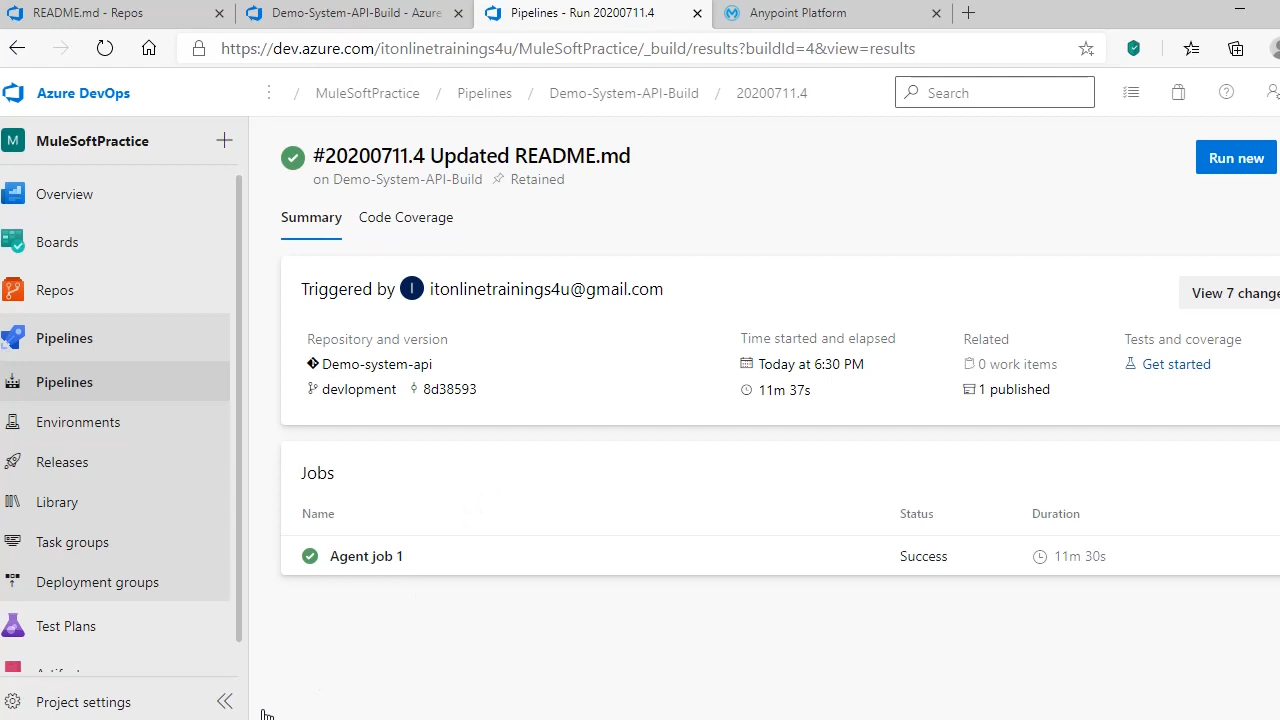 README.md - Repos
Demo-System-API-Build - Azure
Pipelines - Run 20200711.4
Anypoint Platform
https://dev.azure.com/itonlinetrainings4u/MuleSoftPractice/_build/results?buildId=4&view=results
Azure DevOps
/ MuleSoftPractice / Pipelines / Demo-System-API-Build / 20200711.4
Search
M MuleSoftPractice
Overview
Boards
Repos
Pipelines
Pipelines
Environments
Releases
Library
Task groups
Deployment groups
Test Plans
Project settings
#20200711.4 Updated README.md
on Demo-System-API-Build Retained
Run new
Summary Code Coverage
Triggered by I itonlinetrainings4u@gmail.com
View 7 change
Repository and version
Demo-system-api
devlopment 8d38593
Time started and elapsed
Today at 6:30 PM
11m 37s
Related
0 work items
1 published
Tests and coverage
Get started
Jobs
Name Status Duration
Agent job 1 Success 11m 30s